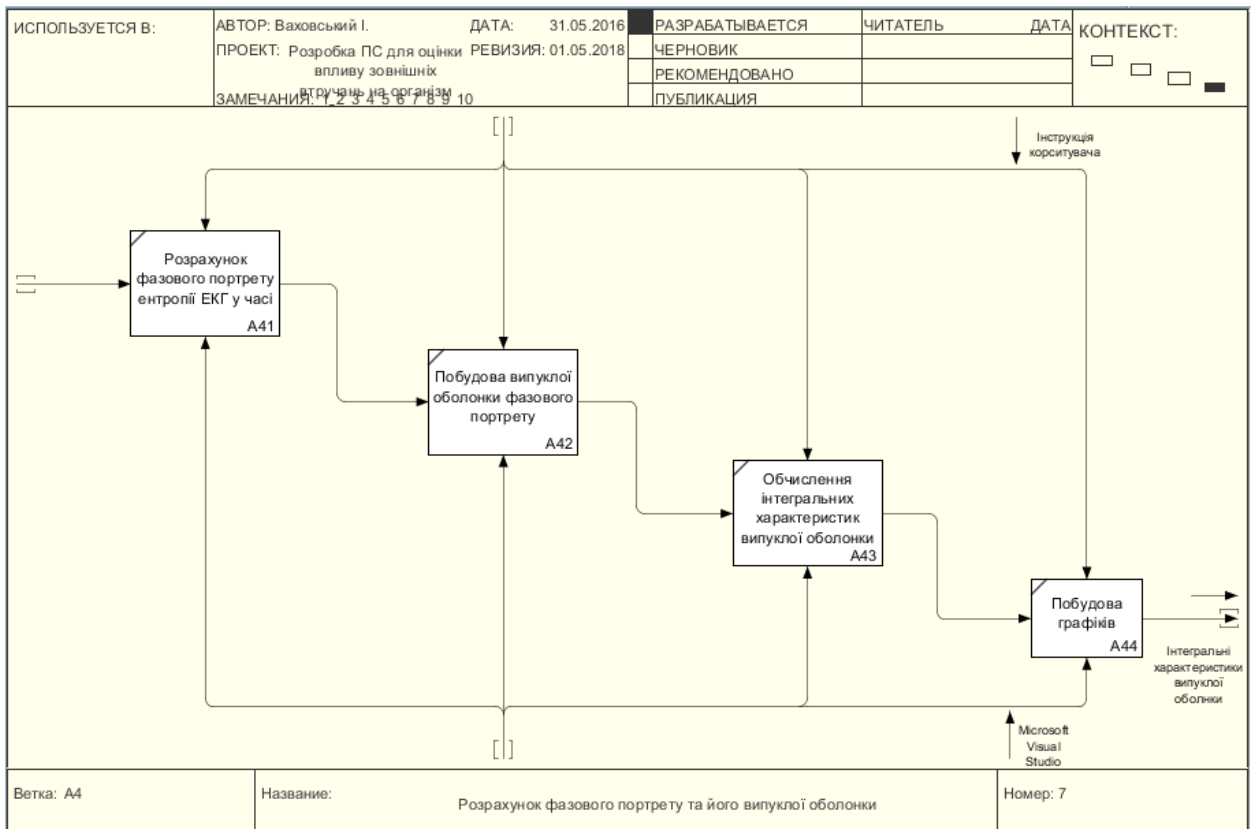 ИСПОЛЬЗУЕТСЯ В:
АВТОР: Ваховський І.
ДАТА: 31.05.2016
ПРОЕКТ: Розробка ПС для оцінки
впливу зовнішніх
втручань на організм
РЕВИЗИЯ: 01.05.2018
ЗАМЕЧАНИЯ: 1 2 3 4 5 6 7 8 9 10
РАЗРАБАТЫВАЕТСЯ
ЧЕРНОВИК
РЕКОМЕНДОВАНО
ПУБЛИКАЦИЯ
ЧИТАТЕЛЬ
ДАТА
КОНТЕКСТ:
Інструкція
корситувача
Розрахунок
фазового портрету
ентропії ЕКГ у часі
A41
Побудова випуклої
оболонки фазового
портрету
A42
Обчислення
інтегральних
характеристик
випуклої оболонки
A43
Побудова
графіків
A44
Інтегральні
характеристики
випуклої
оболнки
Microsoft
Visual
Studio
Ветка: A4
Название:
Розрахунок фазового портрету та його випуклої оболонки
Номер: 7